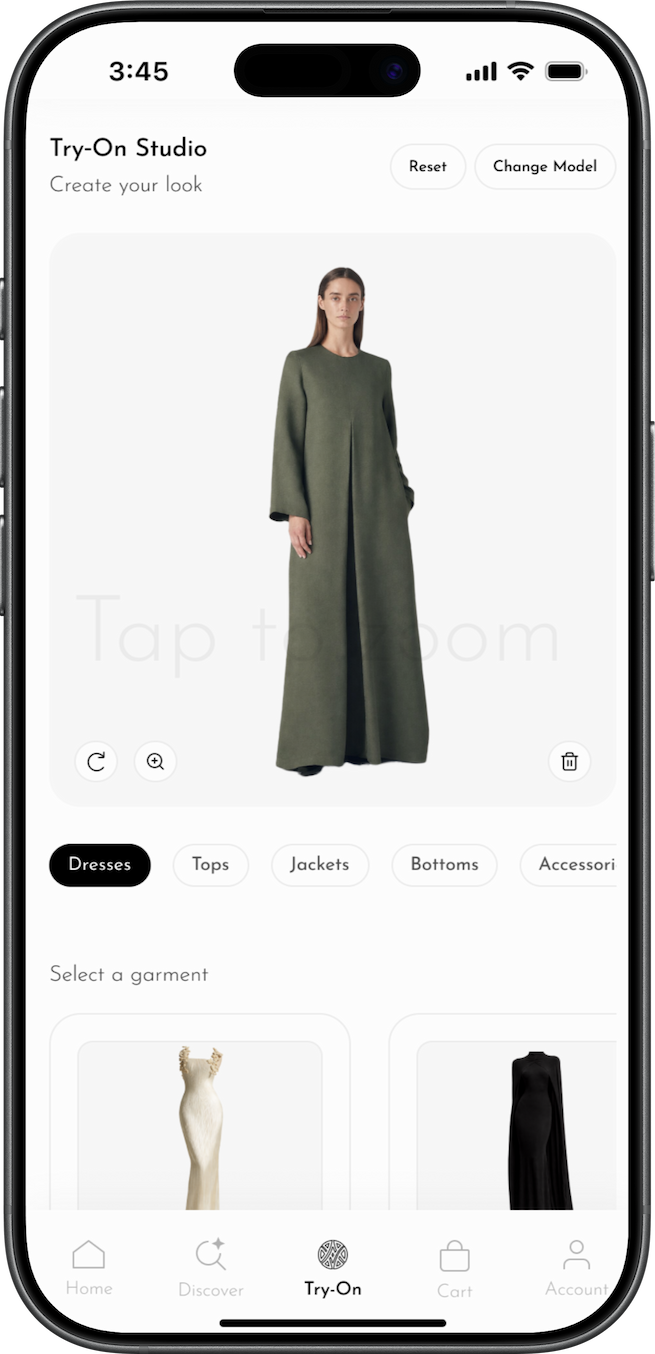 3:45
Try-On Studio
Create your look
Reset
Change Model
Tap to zoom
Dresses
Tops
Jackets
Bottoms
Accessori
Select a garment
Home
Discover
Try-On
Cart
Account